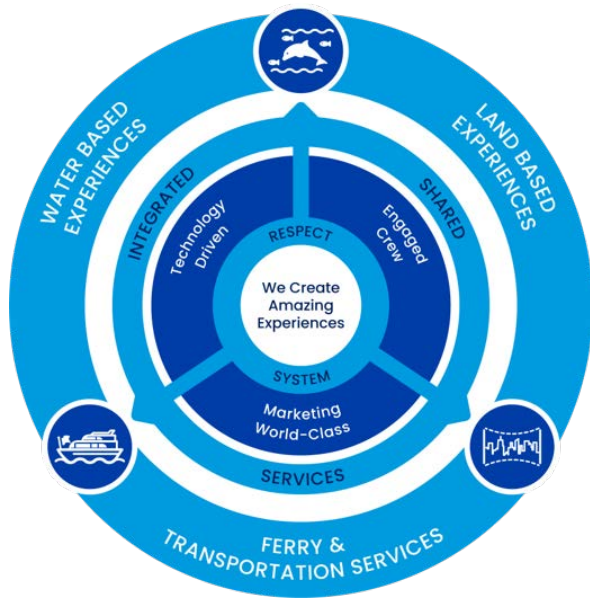 WATER BASED
EXPERIENCES
LAND BASED
EXPERIENCES
INTEGRATED
SHARED
Technology
Driven
Engaged
Crew
RESPECT
We Create
Amazing
Experiences
SYSTEM
Marketing
World-Class
SERVICES
FERRY &
TRANSPORTATION SERVICES